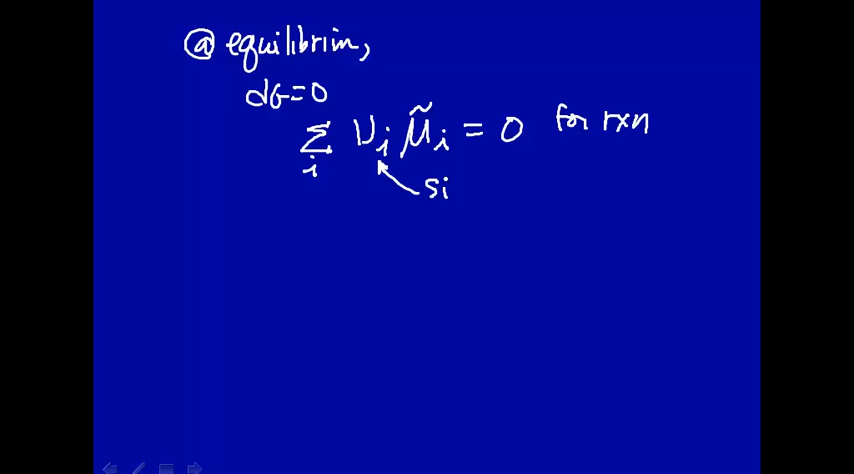 @ equilibrim,
dG=0
∑ᵢ νᵢ μ̃ᵢ = 0 for rxn
si